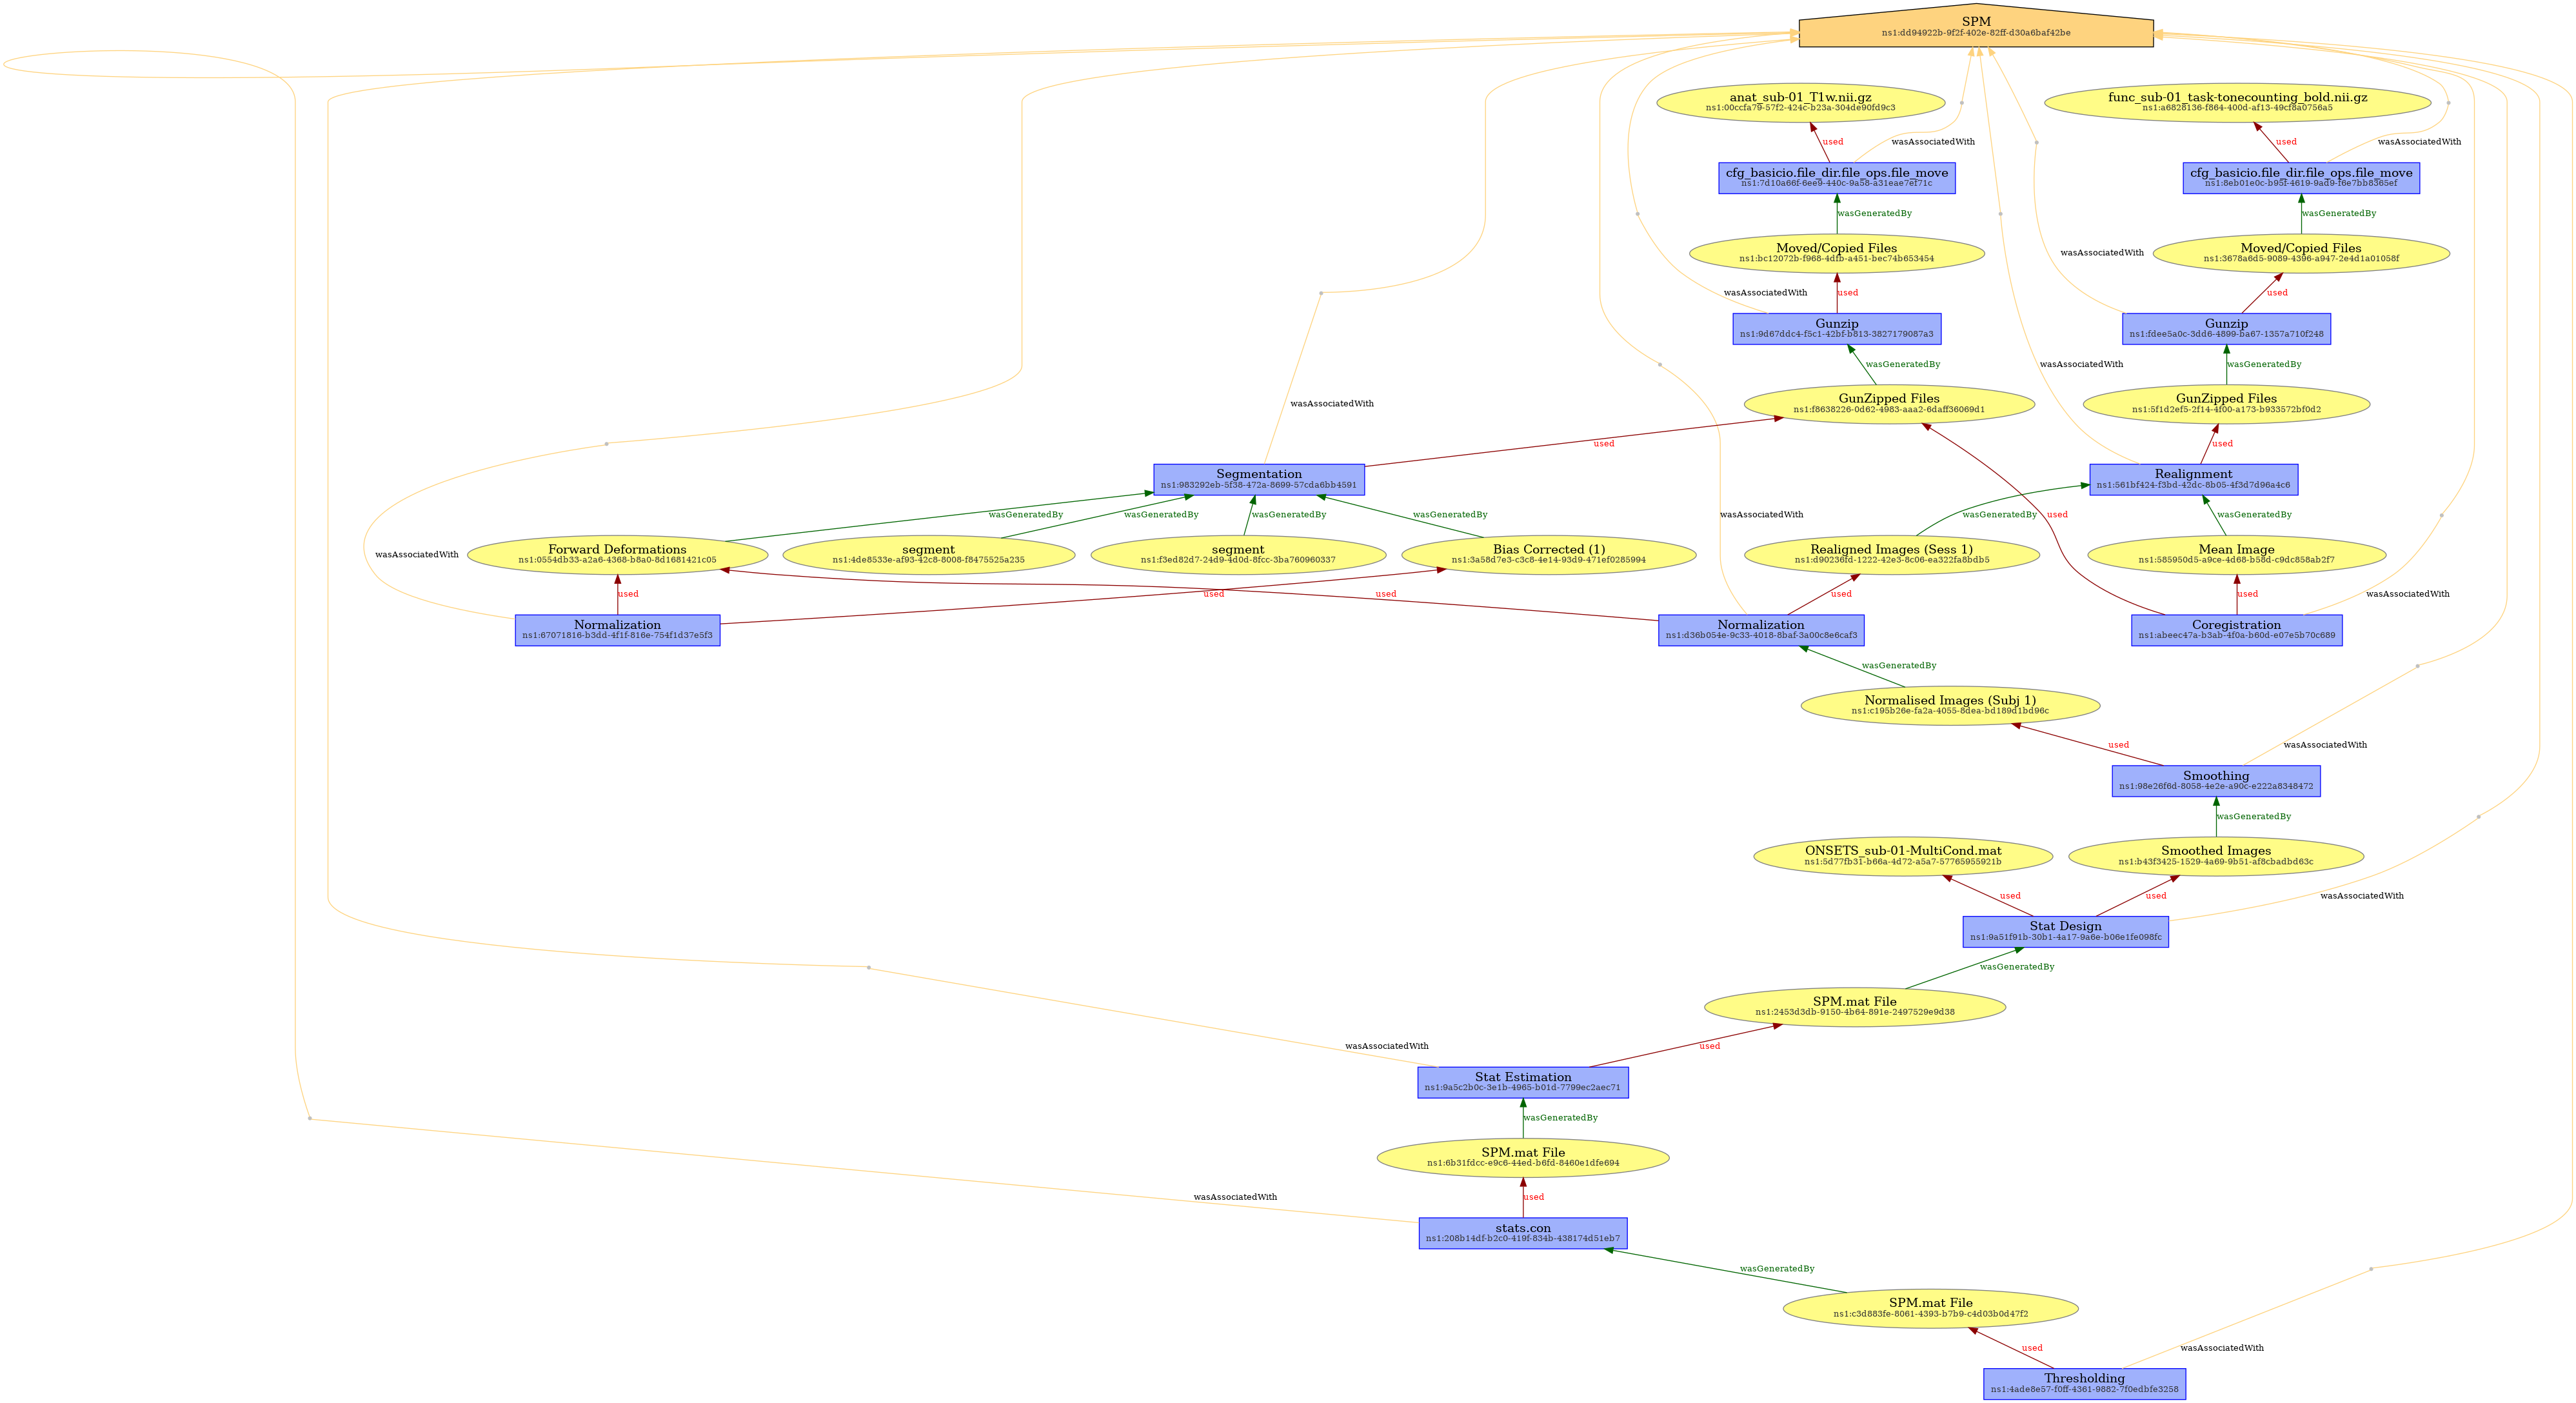 SPM
ns1:dd94922b-9f2f-402e-82ff-d30a6baf42be
anat_sub-01_T1w.nii.gz
ns1:00ccfa79-57f2-424c-b23a-304de90fd9c3
func_sub-01_task-tonecounting_bold.nii.gz
ns1:a6828136-f864-400d-af13-49cf8a0756a5
used
wasAssociatedWith
used
wasAssociatedWith
cfg_basicio.file_dir.file_ops.file_move
ns1:7d10a66f-6ee9-440c-9a58-a31eae7ef71c
cfg_basicio.file_dir.file_ops.file_move
ns1:8eb01e0c-b95f-4619-9ad9-f6e7bb8365ef
wasGeneratedBy
wasGeneratedBy
Moved/Copied Files
ns1:bc12072b-f968-4dfb-a451-bec74b653454
wasAssociatedWith
Moved/Copied Files
ns1:3678a6d5-9089-4396-a947-2e4d1a01058f
wasAssociatedWith
used
used
Gunzip
ns1:9d67ddc4-f5c1-42bf-b813-3827179087a3
Gunzip
ns1:fdee5a0c-3dd6-4899-ba67-1357a710f248
wasGeneratedBy
wasAssociatedWith
wasGeneratedBy
wasAssociatedWith
GunZipped Files
ns1:f8638226-0d62-4983-aaa2-6daff36069d1
GunZipped Files
ns1:5f1d2ef5-2f14-4f00-a173-b933572bf0d2
used
used
Segmentation
ns1:983292eb-5f38-472a-8699-57cda6bb4591
Realignment
ns1:561bf424-f3bd-42dc-8b05-4f3d7d96a4c6
wasGeneratedBy
wasGeneratedBy
wasGeneratedBy
wasGeneratedBy
wasAssociatedWith
wasGeneratedBy
used
wasGeneratedBy
wasAssociatedWith
Forward Deformations
ns1:0554db33-a2a6-4368-b8a0-8d1681421c05
segment
ns1:4de8533e-af93-42c8-8008-f8475525a235
segment
ns1:f3ed82d7-24d9-4d0d-8fcc-3ba760960337
Bias Corrected (1)
ns1:3a58d7e3-c3c8-4e14-93d9-471ef0285994
Realigned Images (Sess 1)
ns1:d90236fd-1222-42e3-8c06-ea322fa8bdb5
Mean Image
ns1:585950d5-a9ce-4d68-b58d-c9dc858ab2f7
used
used
used
used
used
wasAssociatedWith
Normalization
ns1:67071816-b3dd-4f1f-816e-754f1d37e5f3
Normalization
ns1:d36b054e-9c33-4018-8baf-3a00c8e6caf3
Coregistration
ns1:abeec47a-b3ab-4f0a-b60d-e07e5b70c689
wasGeneratedBy
Normalised Images (Subj 1)
ns1:c195b26e-fa2a-4055-8dea-bd189d1bd96c
used
wasAssociatedWith
Smoothing
ns1:98e26f6d-8058-4e2e-a90c-e222a8348472
wasGeneratedBy
ONSETS_sub-01-MultiCond.mat
ns1:5d77fb31-b66a-4d72-a5a7-57765955921b
Smoothed Images
ns1:b43f3425-1529-4a69-9b51-af8cbadbd63c
used
used
wasAssociatedWith
Stat Design
ns1:9a51f91b-30b1-4a17-9a6e-b06e1fe098fc
wasGeneratedBy
SPM.mat File
ns1:2453d3db-9150-4b64-891e-2497529e9d38
wasAssociatedWith
used
Stat Estimation
ns1:9a5c2b0c-3e1b-4965-b01d-7799ec2aec71
wasGeneratedBy
SPM.mat File
ns1:6b31fdcc-e9c6-44ed-b6fd-8460e1dfe694
wasAssociatedWith
used
stats.con
ns1:208b14df-b2c0-419f-834b-438174d51eb7
wasGeneratedBy
SPM.mat File
ns1:c3d883fe-8061-4393-b7b9-c4d03b0d47f2
used
wasAssociatedWith
Thresholding
ns1:4ade8e57-f0ff-4361-9882-7f0edbfe3258